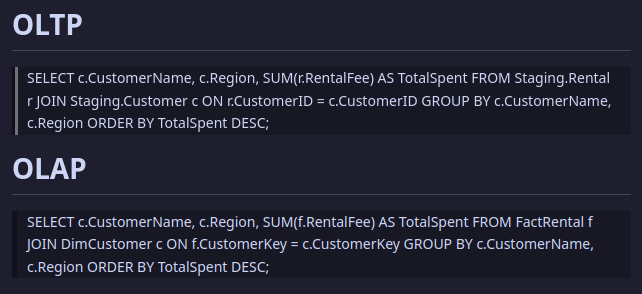 OLTP
SELECT c.CustomerName, c.Region, SUM(r.RentalFee) AS TotalSpent FROM Staging.Rental
r JOIN Staging.Customer c ON r.CustomerID = c.CustomerID GROUP BY c.CustomerName,
c.Region ORDER BY TotalSpent DESC;
OLAP
SELECT c.CustomerName, c.Region, SUM(f.RentalFee) AS TotalSpent FROM FactRental f
JOIN DimCustomer c ON f.CustomerKey = c.CustomerKey GROUP BY c.CustomerName,
c.Region ORDER BY TotalSpent DESC;